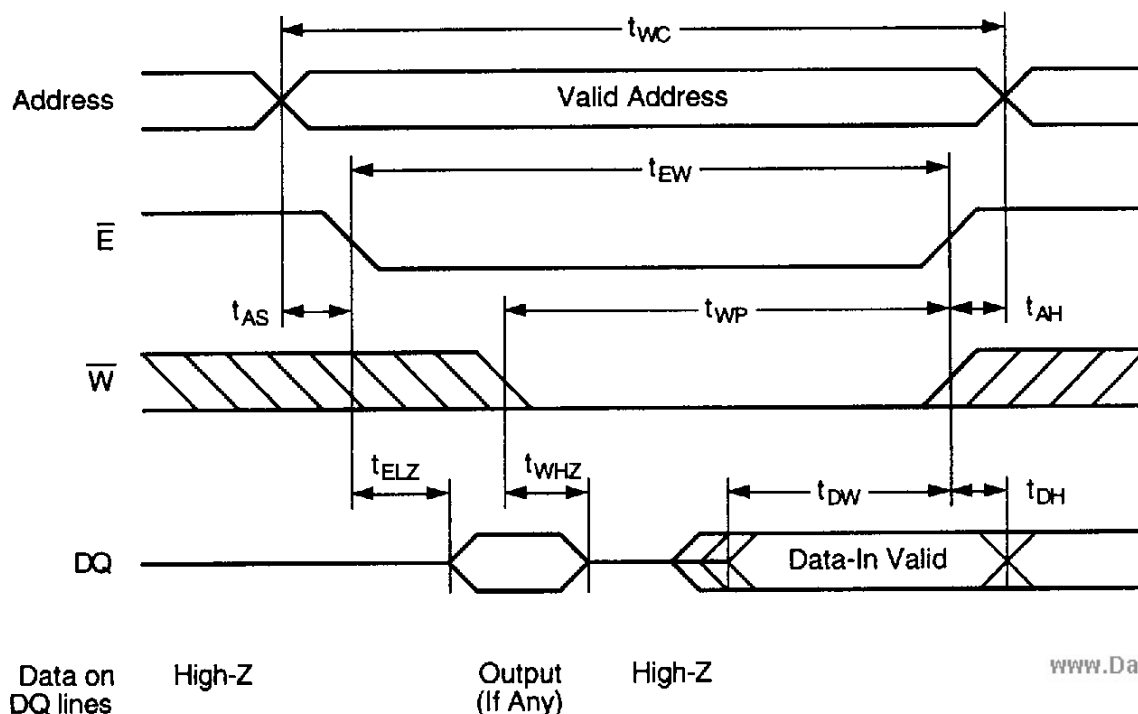 tWC
Address
Valid Address
tEW
E
tAS
tWP
tAH
W
tELZ
tWHZ
tDW
tDH
DQ
Data-In Valid
Data on
DQ lines
High-Z
Output
(If Any)
High-Z
www.Da